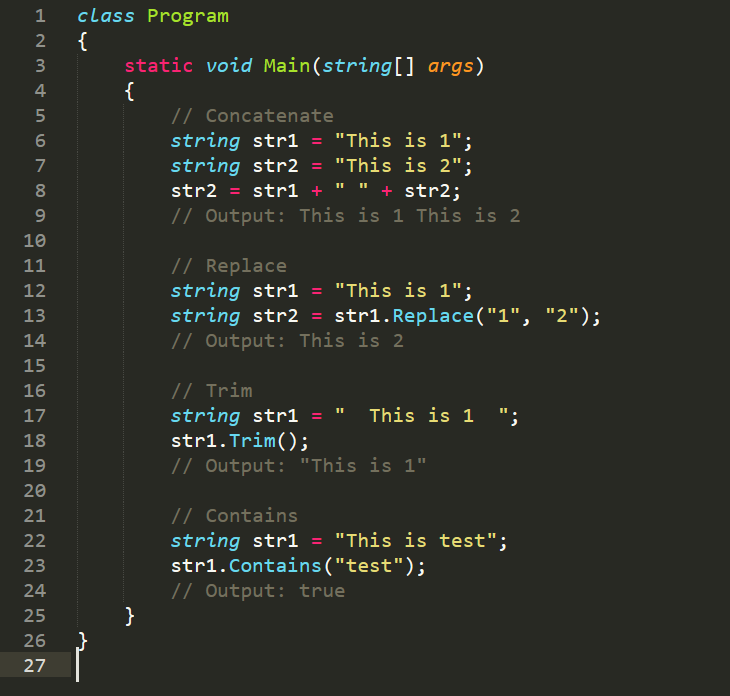 1 class Program
2 {
3     static void Main(string[] args)
4     {
5         // Concatenate
6         string str1 = "This is 1";
7         string str2 = "This is 2";
8         str2 = str1 + " " + str2;
9         // Output: This is 1 This is 2
10
11         // Replace
12         string str1 = "This is 1";
13         string str2 = str1.Replace("1", "2");
14         // Output: This is 2
15
16         // Trim
17         string str1 = "  This is 1  ";
18         str1.Trim();
19         // Output: "This is 1"
20
21         // Contains
22         string str1 = "This is test";
23         str1.Contains("test");
24         // Output: true
25     }
26 }
27